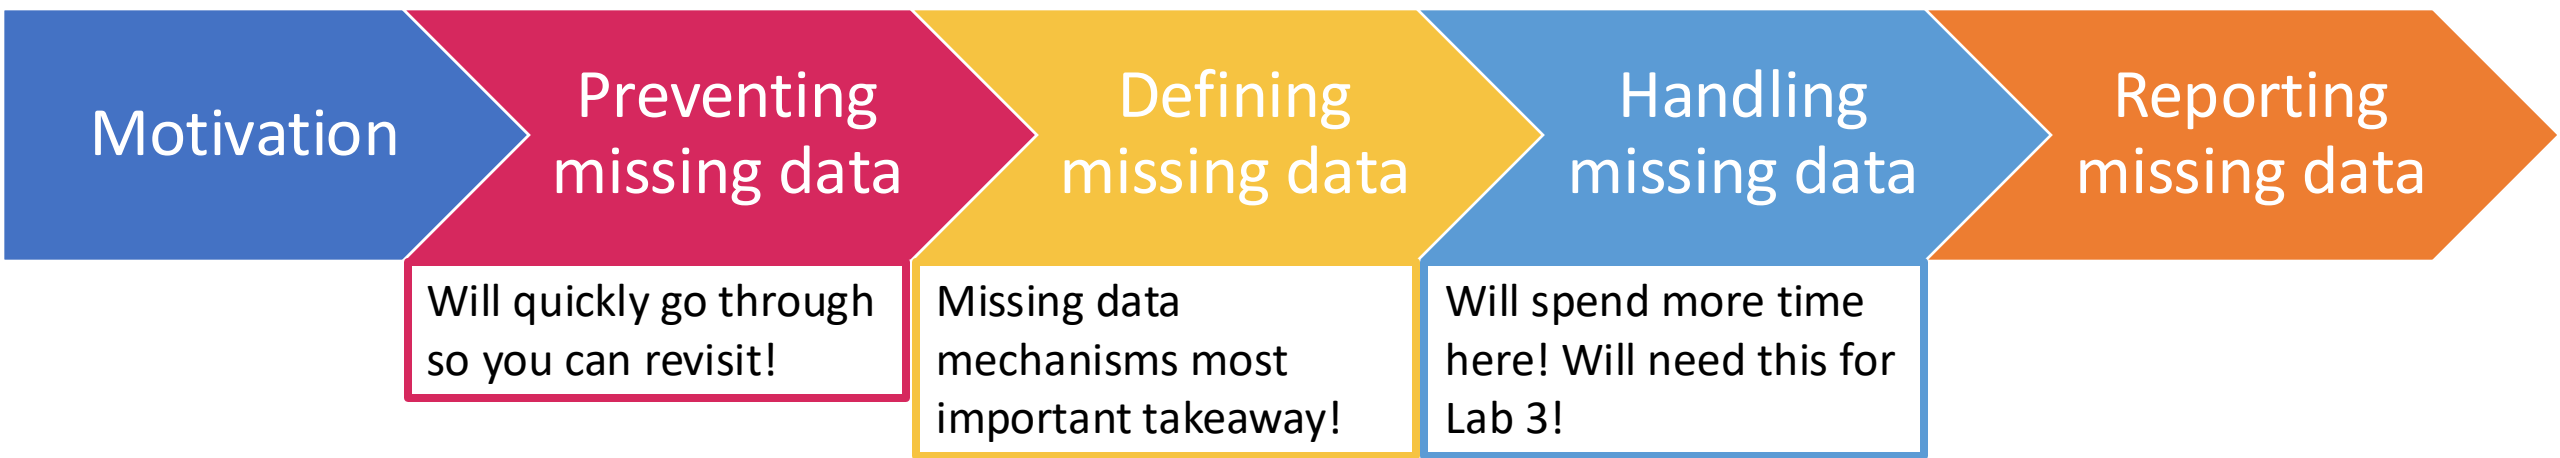 Motivation
Preventing
missing data
Defining
missing data
Handling
missing data
Reporting
missing data
Will quickly go through
so you can revisit!
Missing data
mechanisms most
important takeaway!
Will spend more time
here! Will need this for
Lab 3!